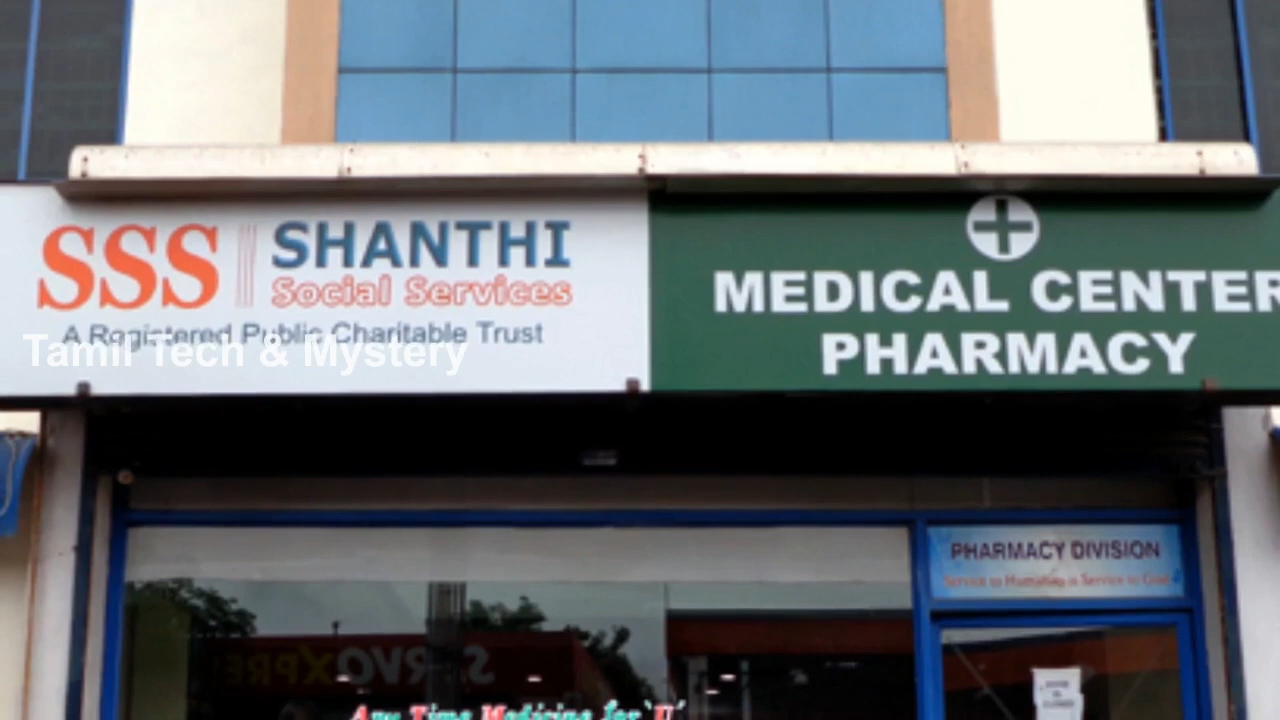 SSS SHANTHI
Social Services
A Registered Public Charitable Trust
Tamil Tech & Mystery
MEDICAL CENTER
PHARMACY
PHARMACY DIVISION
Service to Humanity is Service to God
SERVOXPRE
Any Time Medicine for `U´